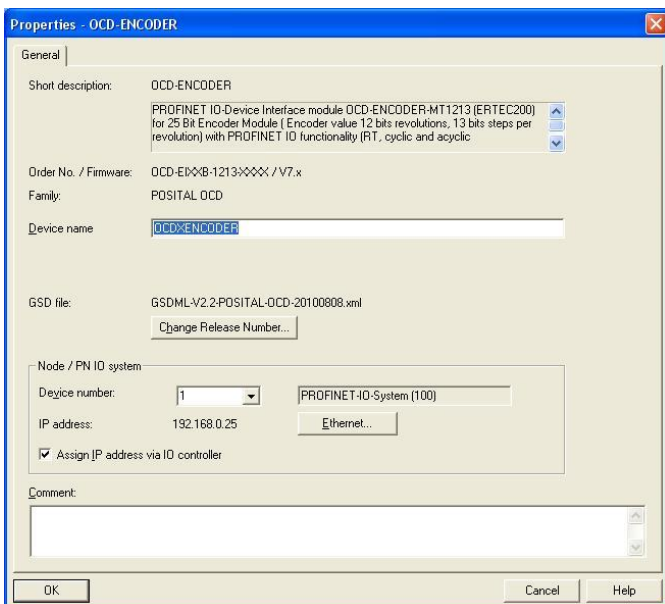 Properties - OCD-ENCODER
General
Short description: OCD-ENCODER
PROFINET IO-Device Interface module OCD-ENCODER-MT1213 (ERTEC200)
for 25 Bit Encoder Module ( Encoder value 12 bits revolutions, 13 bits steps per
revolution) with PROFINET IO functionality (RT, cyclic and acyclic
Order No. / Firmware: OCD-EIXXB-1213-XXXX / V7.x
Family: POSITAL OCD
Device name OCDXENCODER
GSD file: GSDML-V2.2-POSITAL-OCD-20100808.xml
Change Release Number...
Node / PN IO system
Device number: 1 PROFINET-IO-System (100)
IP address: 192.168.0.25 Ethernet...
Assign IP address via IO controller
Comment:
OK Cancel Help